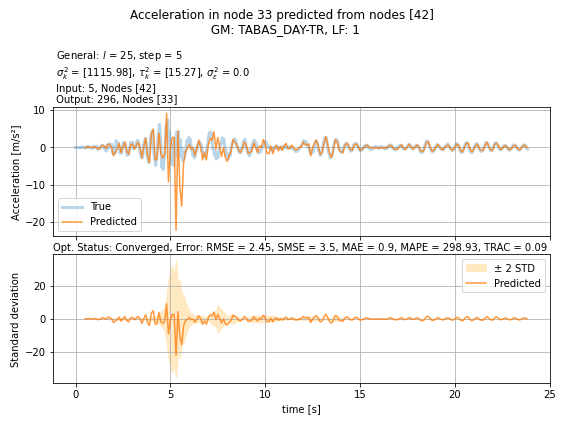 Acceleration in node 33 predicted from nodes [42]
GM: TABAS_DAY-TR, LF: 1
General: l = 25, step = 5
σ²ₖ = [1115.98], τ²ₖ = [15.27], σ²ε = 0.0
Input: 5, Nodes [42]
Output: 296, Nodes [33]
10
0
−10
−20
Acceleration [m/s²]
True
Predicted
Opt. Status: Converged, Error: RMSE = 2.45, SMSE = 3.5, MAE = 0.9, MAPE = 298.93, TRAC = 0.09
20
0
−20
Standard deviation
± 2 STD
Predicted
0 5 10 15 20 25
time [s]